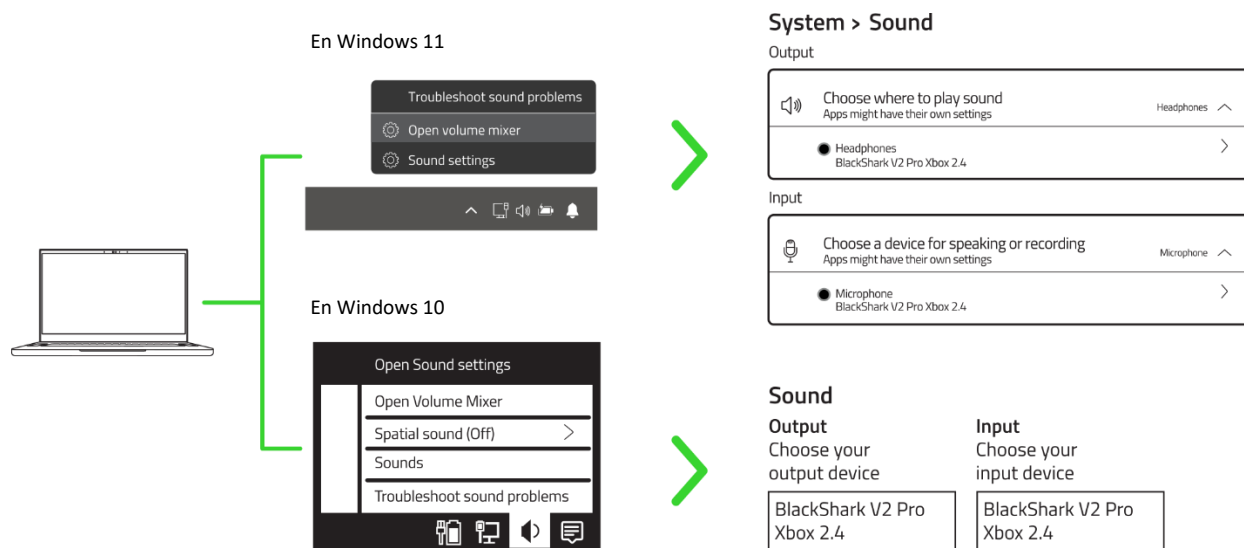 En Windows 11
Troubleshoot sound problems
Open volume mixer
Sound settings
System > Sound
Output
Choose where to play sound
Apps might have their own settings
Headphones
Headphones
BlackShark V2 Pro Xbox 2.4
Input
Choose a device for speaking or recording
Apps might have their own settings
Microphone
Microphone
BlackShark V2 Pro Xbox 2.4
En Windows 10
Open Sound settings
Open Volume Mixer
Spatial sound (Off)
Sounds
Troubleshoot sound problems
Sound
Output
Choose your
output device
BlackShark V2 Pro
Xbox 2.4
Input
Choose your
input device
BlackShark V2 Pro
Xbox 2.4